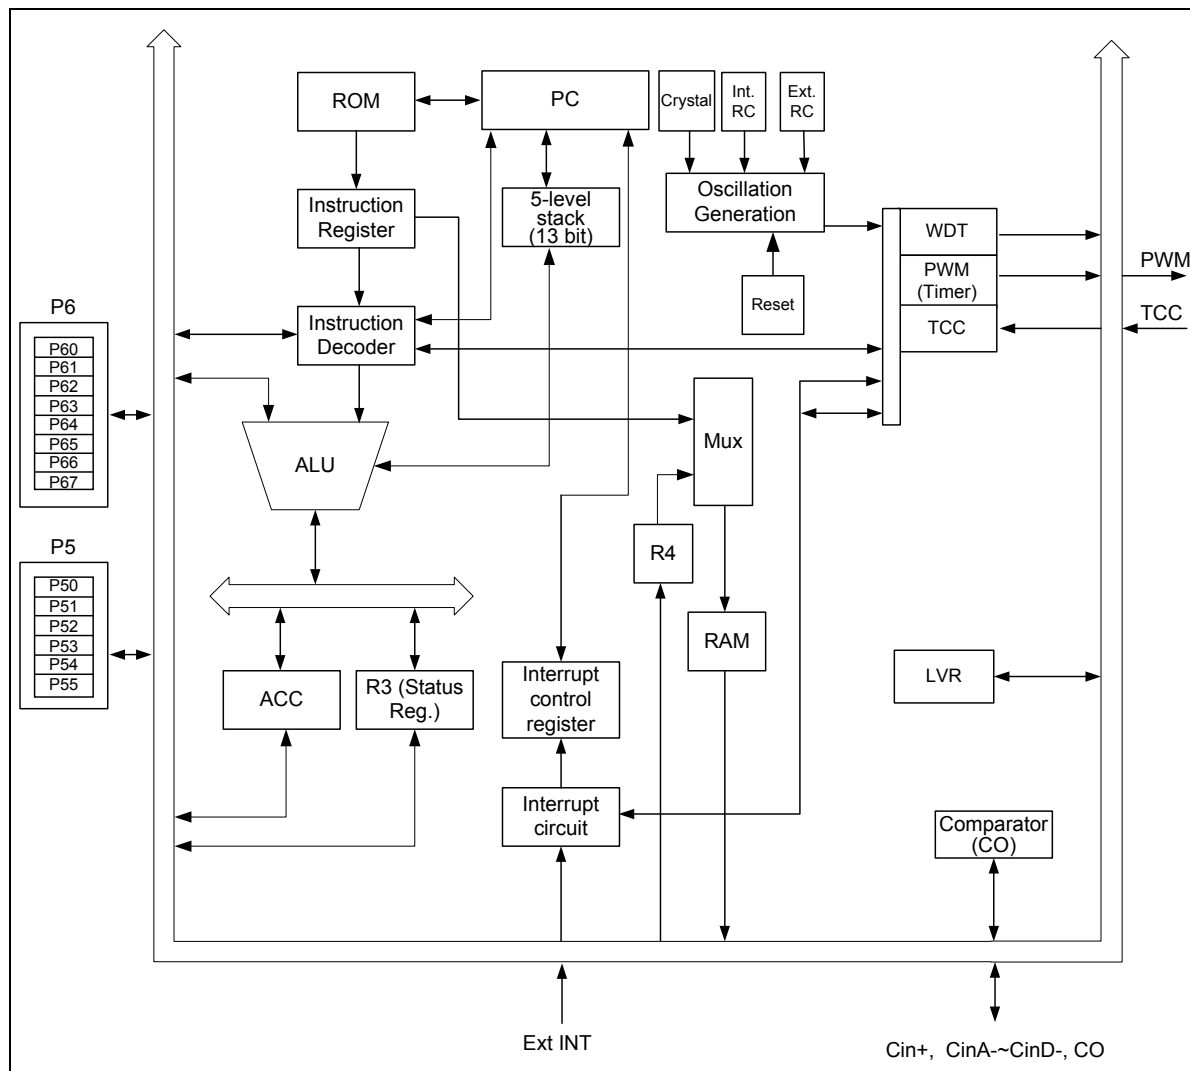 ROM
PC
Crystal
Int.
RC
Ext.
RC
Instruction
Register
5-level
stack
(13 bit)
Oscillation
Generation
WDT
PWM
(Timer)
TCC
PWM
TCC
Reset
Instruction
Decoder
P6
P60
P61
P62
P63
P64
P65
P66
P67
ALU
Mux
R4
P5
P50
P51
P52
P53
P54
P55
RAM
ACC
R3 (Status
Reg.)
Interrupt
control
register
LVR
Interrupt
circuit
Comparator
(CO)
Ext INT
Cin+, CinA-~CinD-, CO